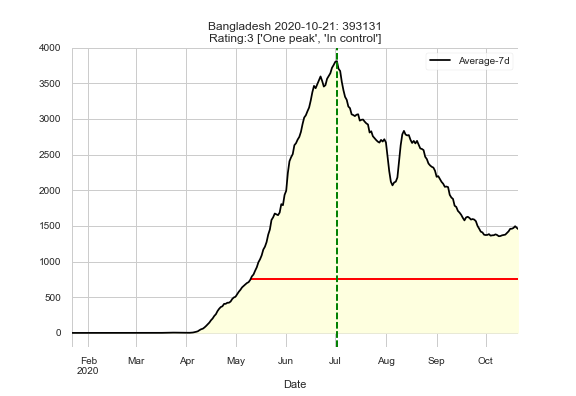 Bangladesh 2020-10-21: 393131
Rating:3 ['One peak', 'In control']
Average-7d
4000
3500
3000
2500
2000
1500
1000
500
0
Feb Mar Apr May Jun Jul Aug Sep Oct
2020
Date